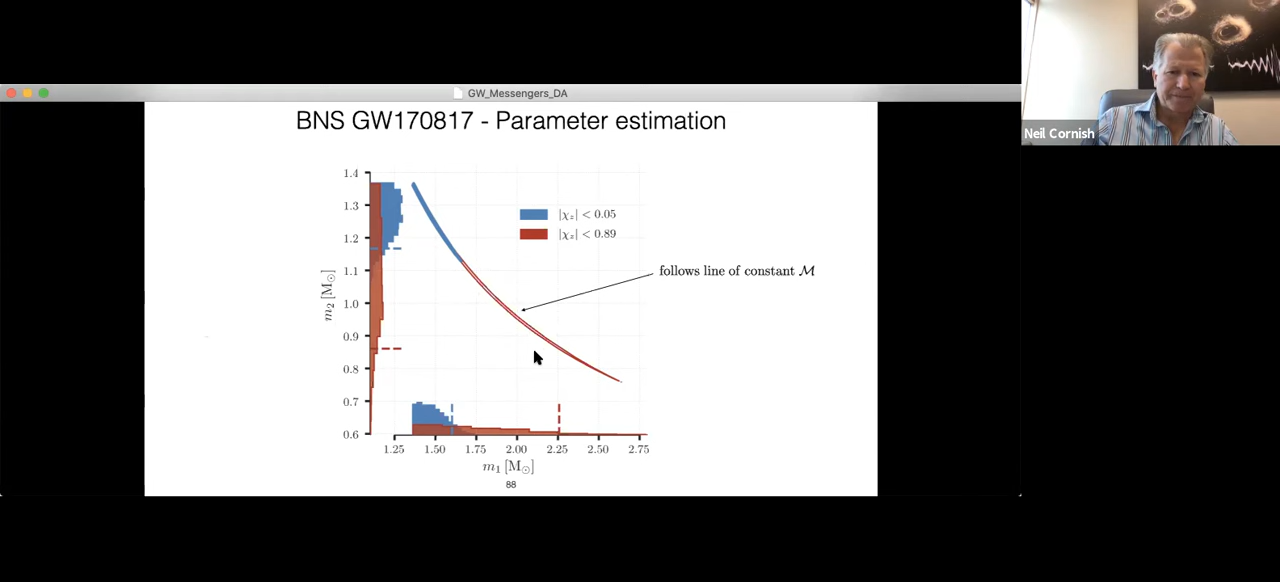 GW_Messengers_DA
Neil Cornish
BNS GW170817 - Parameter estimation
1.4
1.3
1.2
1.1
1.0
0.9
0.8
0.7
0.6
m₂ [M⊙]
|χ_z| < 0.05
|χ_z| < 0.89
follows line of constant ℳ
1.25 1.50 1.75 2.00 2.25 2.50 2.75
m₁ [M⊙]
88